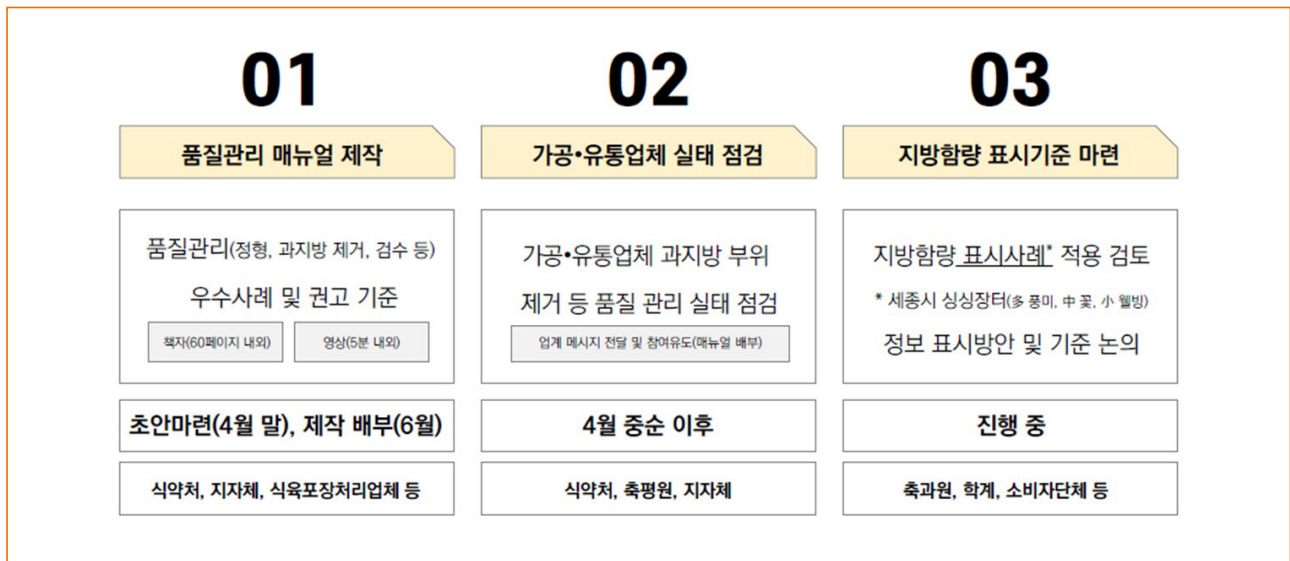 01
품질관리 매뉴얼 제작
품질관리(정형, 과지방 제거, 검수 등)
우수사례 및 권고 기준
책자(60페이지 내외)
영상(5분 내외)
초안마련(4월 말), 제작 배부(6월)
식약처, 지자체, 식육포장처리업체 등
02
가공•유통업체 실태 점검
가공•유통업체 과지방 부위
제거 등 품질 관리 실태 점검
업계 메시지 전달 및 참여유도(매뉴얼 배부)
4월 중순 이후
식약처, 축평원, 지자체
03
지방함량 표시기준 마련
지방함량 표시사례* 적용 검토
* 세종시 싱싱장터(多 풍미, 中 꽃, 小 웰빙)
정보 표시방안 및 기준 논의
진행 중
축과원, 학계, 소비자단체 등